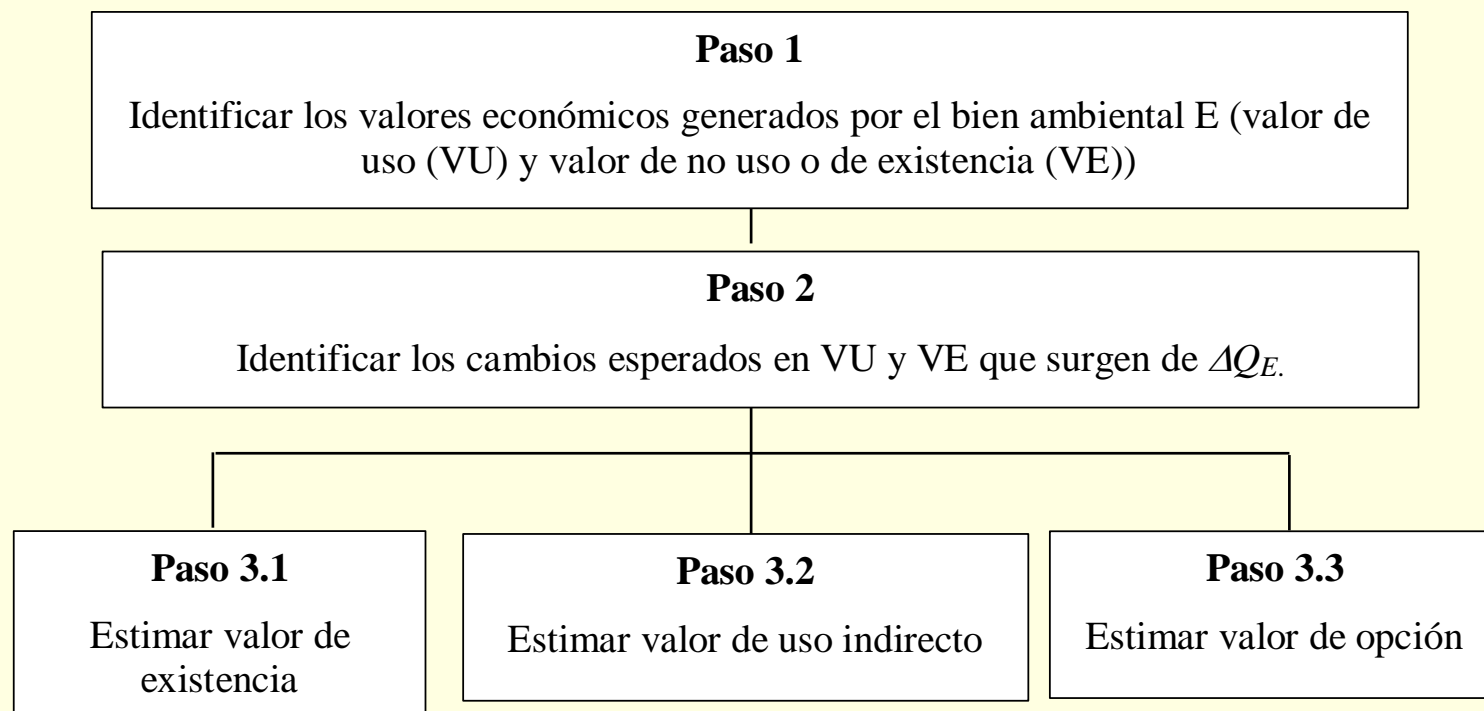 Paso 1
Identificar los valores económicos generados por el bien ambiental E (valor de
uso (VU) y valor de no uso o de existencia (VE))
Paso 2
Identificar los cambios esperados en VU y VE que surgen de ΔQE.
Paso 3.1
Estimar valor de
existencia
Paso 3.2
Estimar valor de uso indirecto
Paso 3.3
Estimar valor de opción